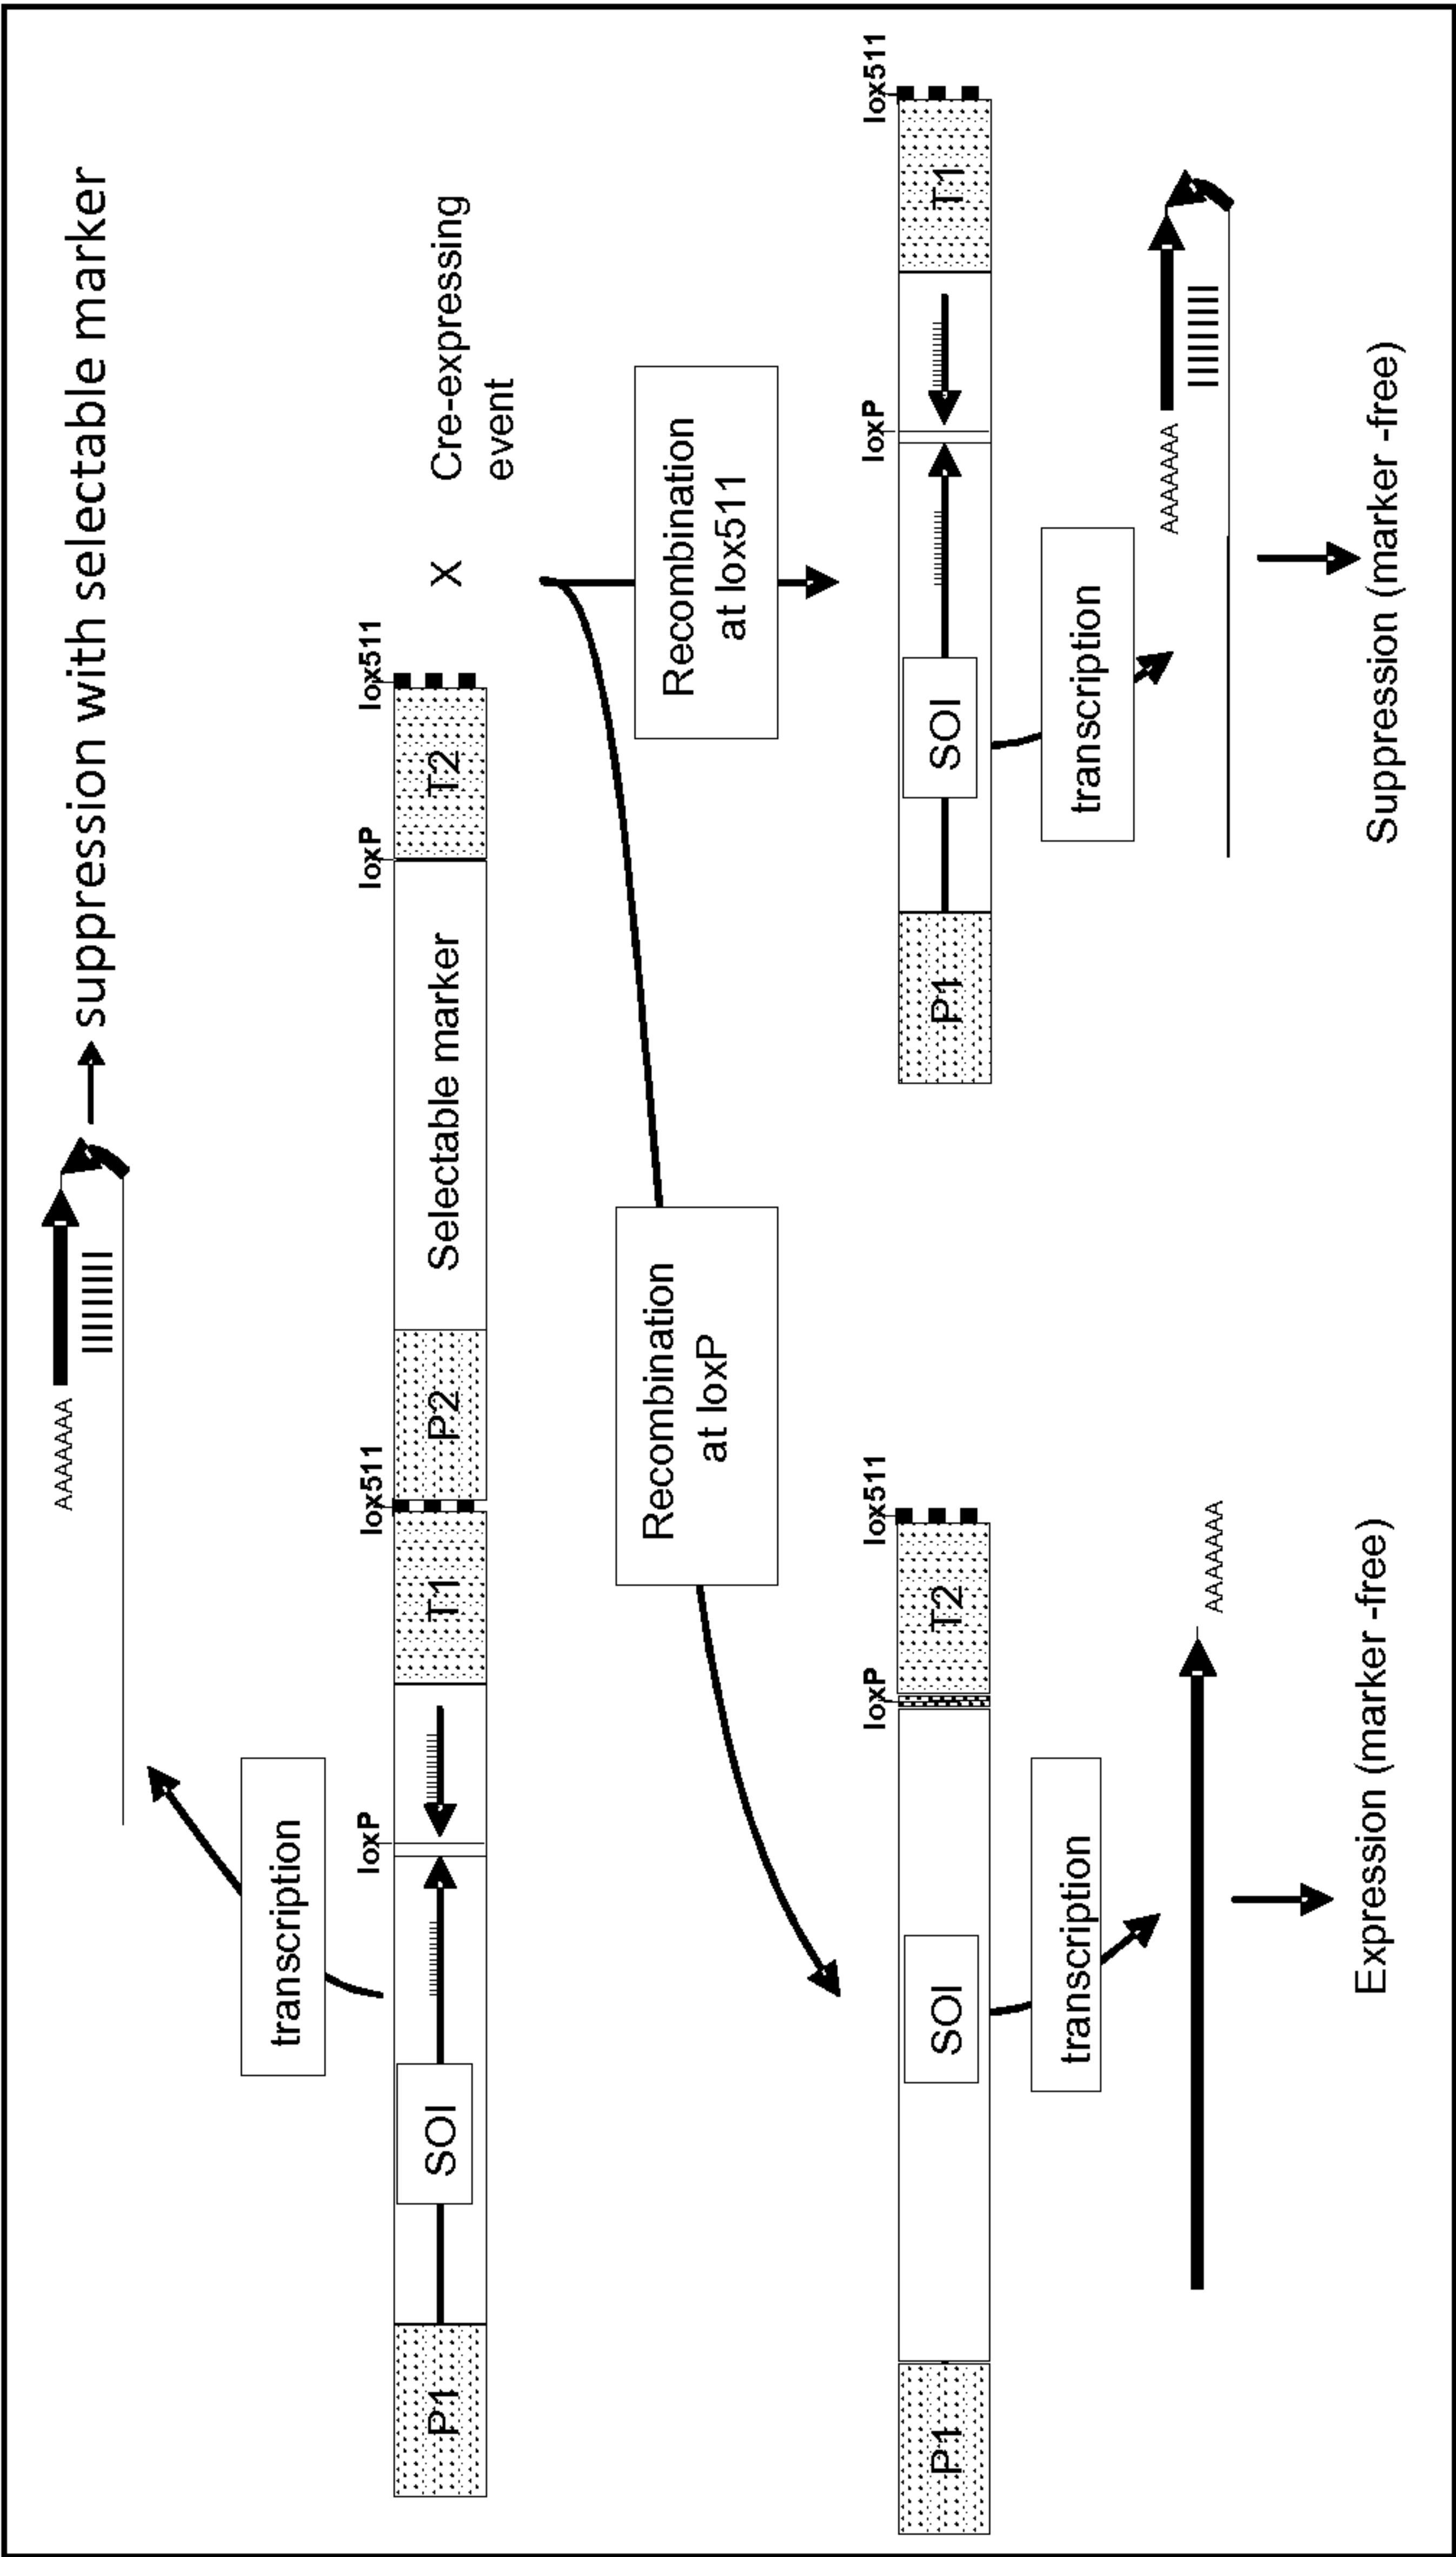 AAAAAAA
suppression with selectable marker
transcription
loxP
lox511
loxP
lox511
P1
SOI
T1
P2
Selectable marker
T2
X
Cre-expressing
event
Recombination
at loxP
Recombination
at lox511
loxP
lox511
P1
SOI
T2
transcription
AAAAAAA
Expression (marker -free)
loxP
lox511
P1
SOI
T1
transcription
AAAAAAA
Suppression (marker -free)